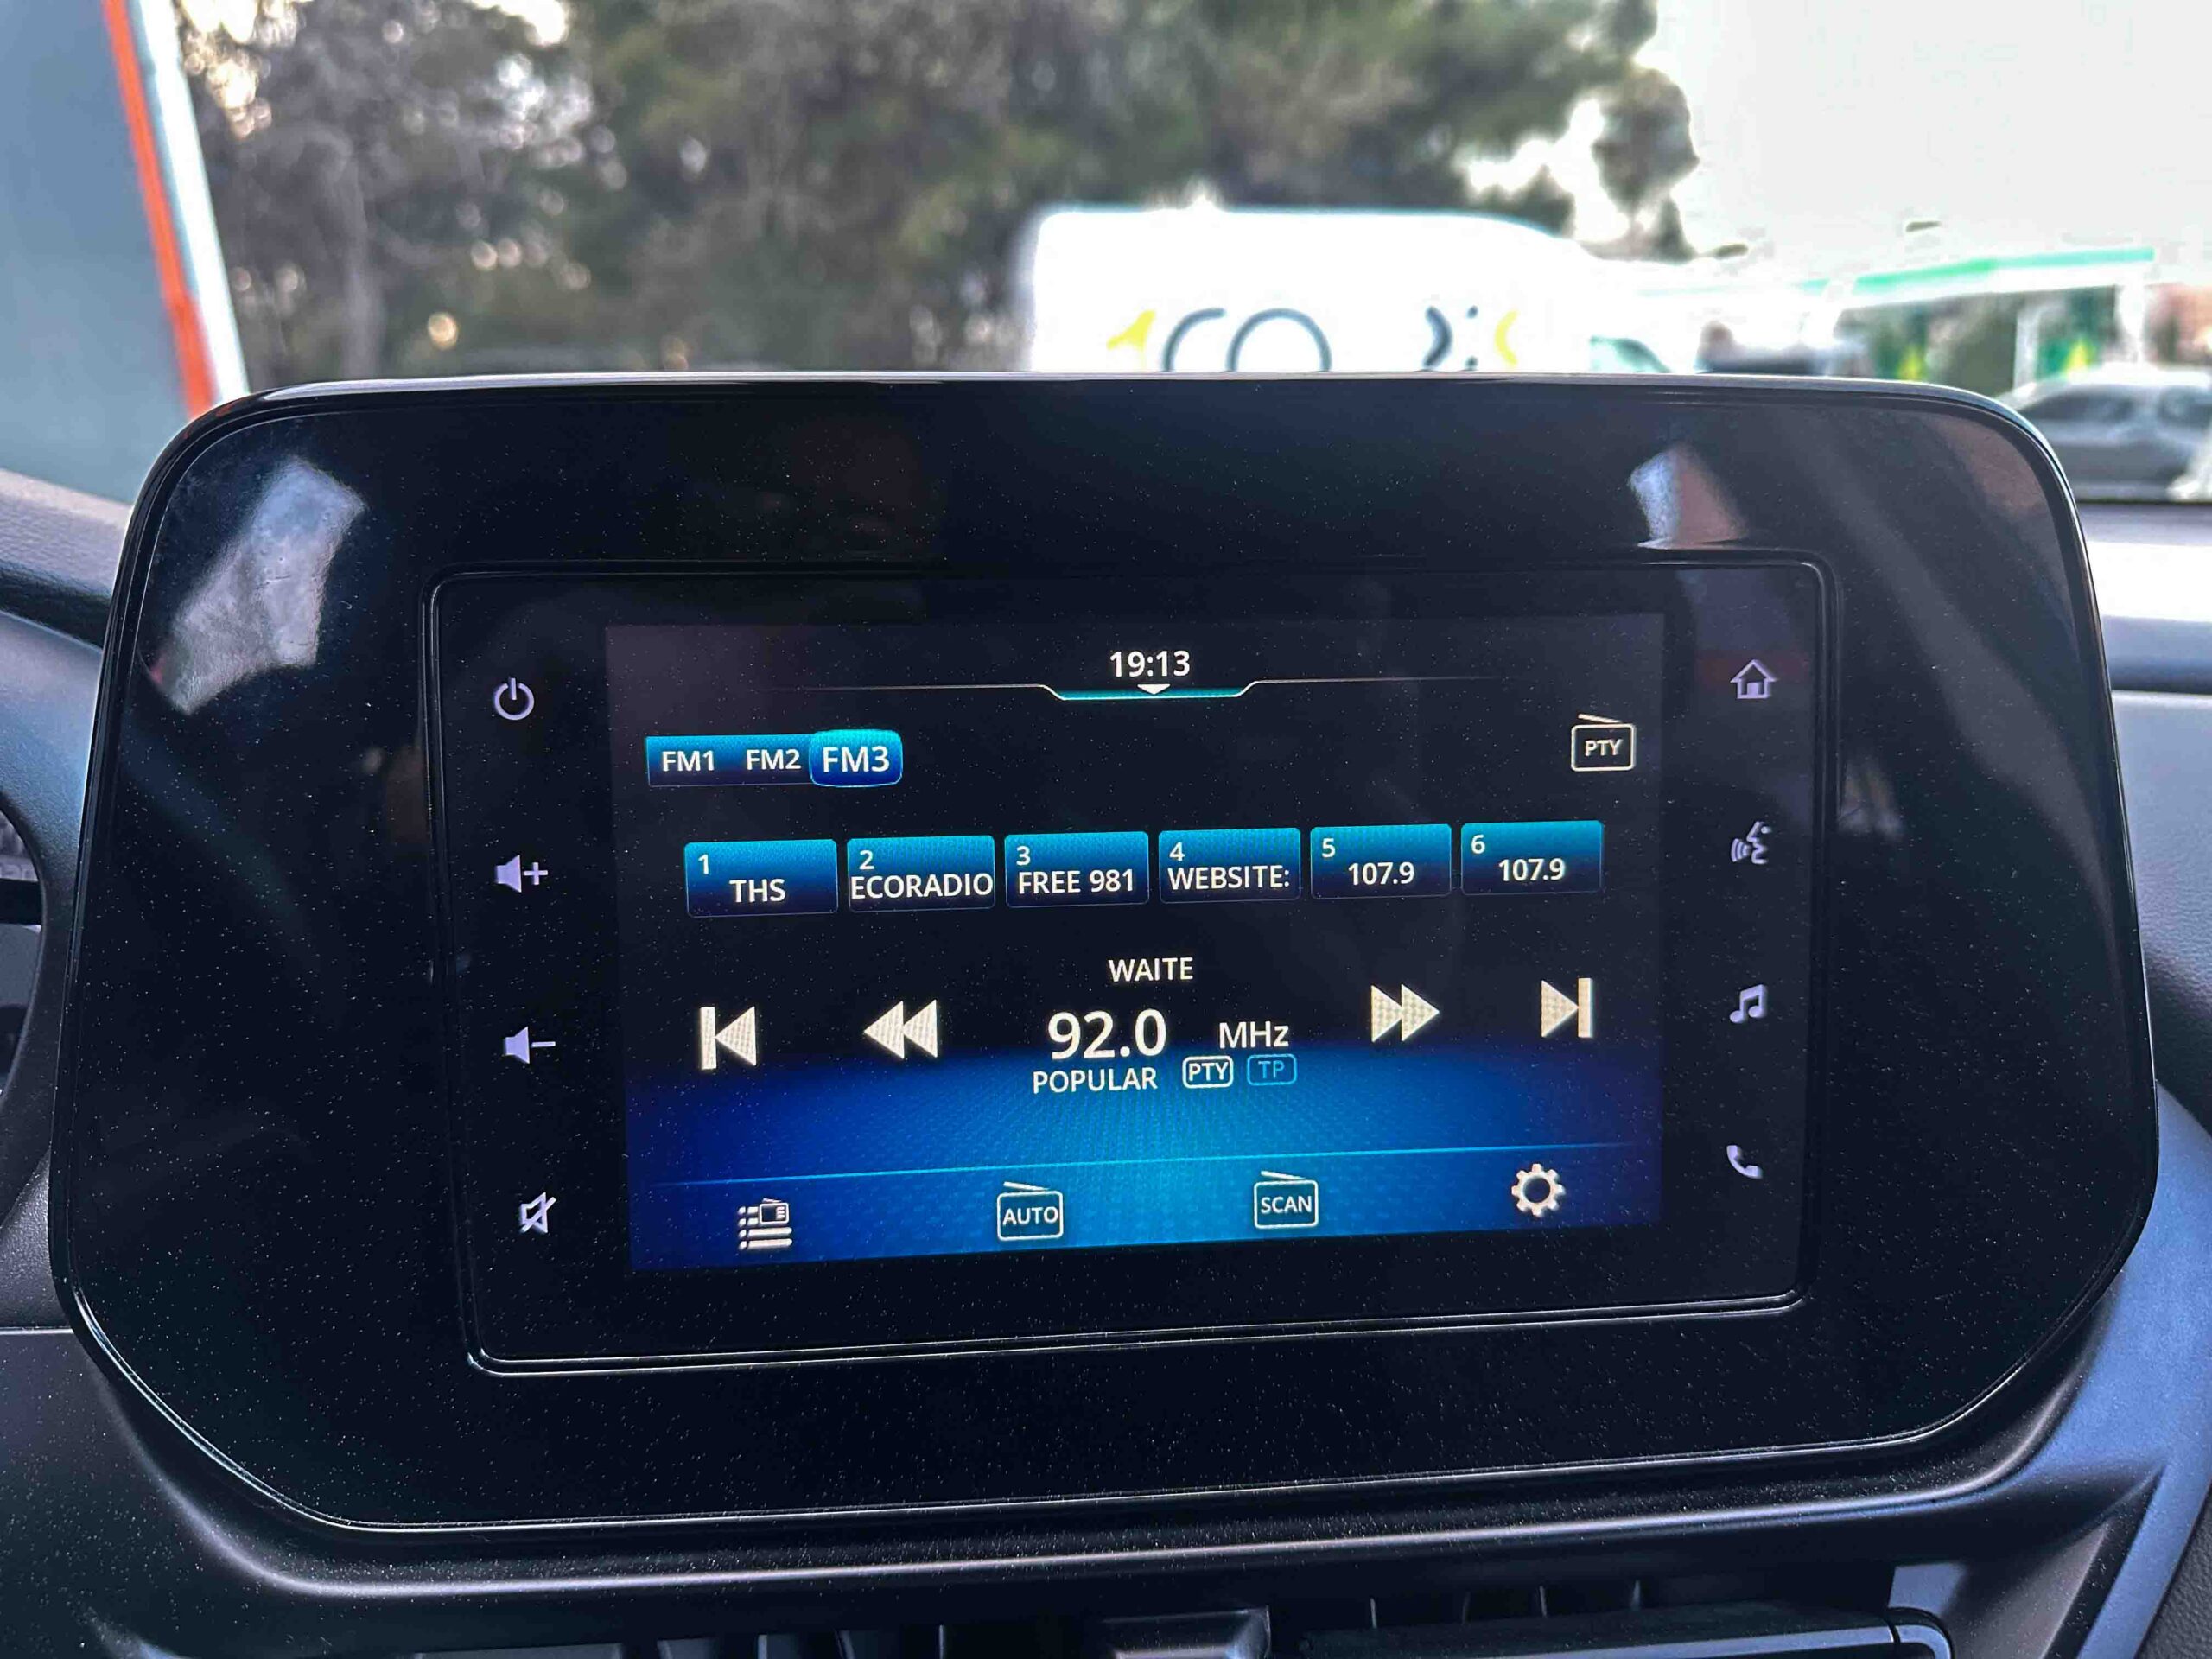 19:13
FM1 FM2 FM3
PTY
1 THS
2 ECORADIO
3 FREE 981
4 WEBSITE:
5 107.9
6 107.9
WAITE
92.0 MHz
POPULAR PTY TP
AUTO
SCAN